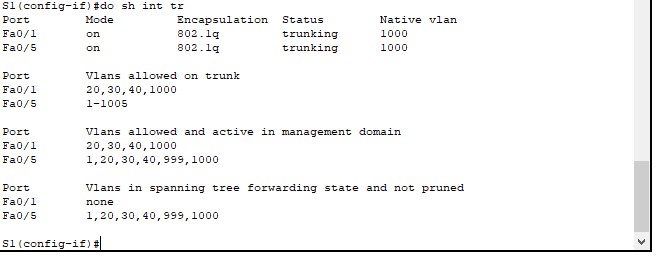 S1(config-if)#do sh int tr
Port        Mode         Encapsulation  Status        Native vlan
Fa0/1       on           802.1q         trunking      1000
Fa0/5       on           802.1q         trunking      1000
Port        Vlans allowed on trunk
Fa0/1       20,30,40,1000
Fa0/5       1-1005
Port        Vlans allowed and active in management domain
Fa0/1       20,30,40,1000
Fa0/5       1,20,30,40,999,1000
Port        Vlans in spanning tree forwarding state and not pruned
Fa0/1       none
Fa0/5       1,20,30,40,999,1000
S1(config-if)#